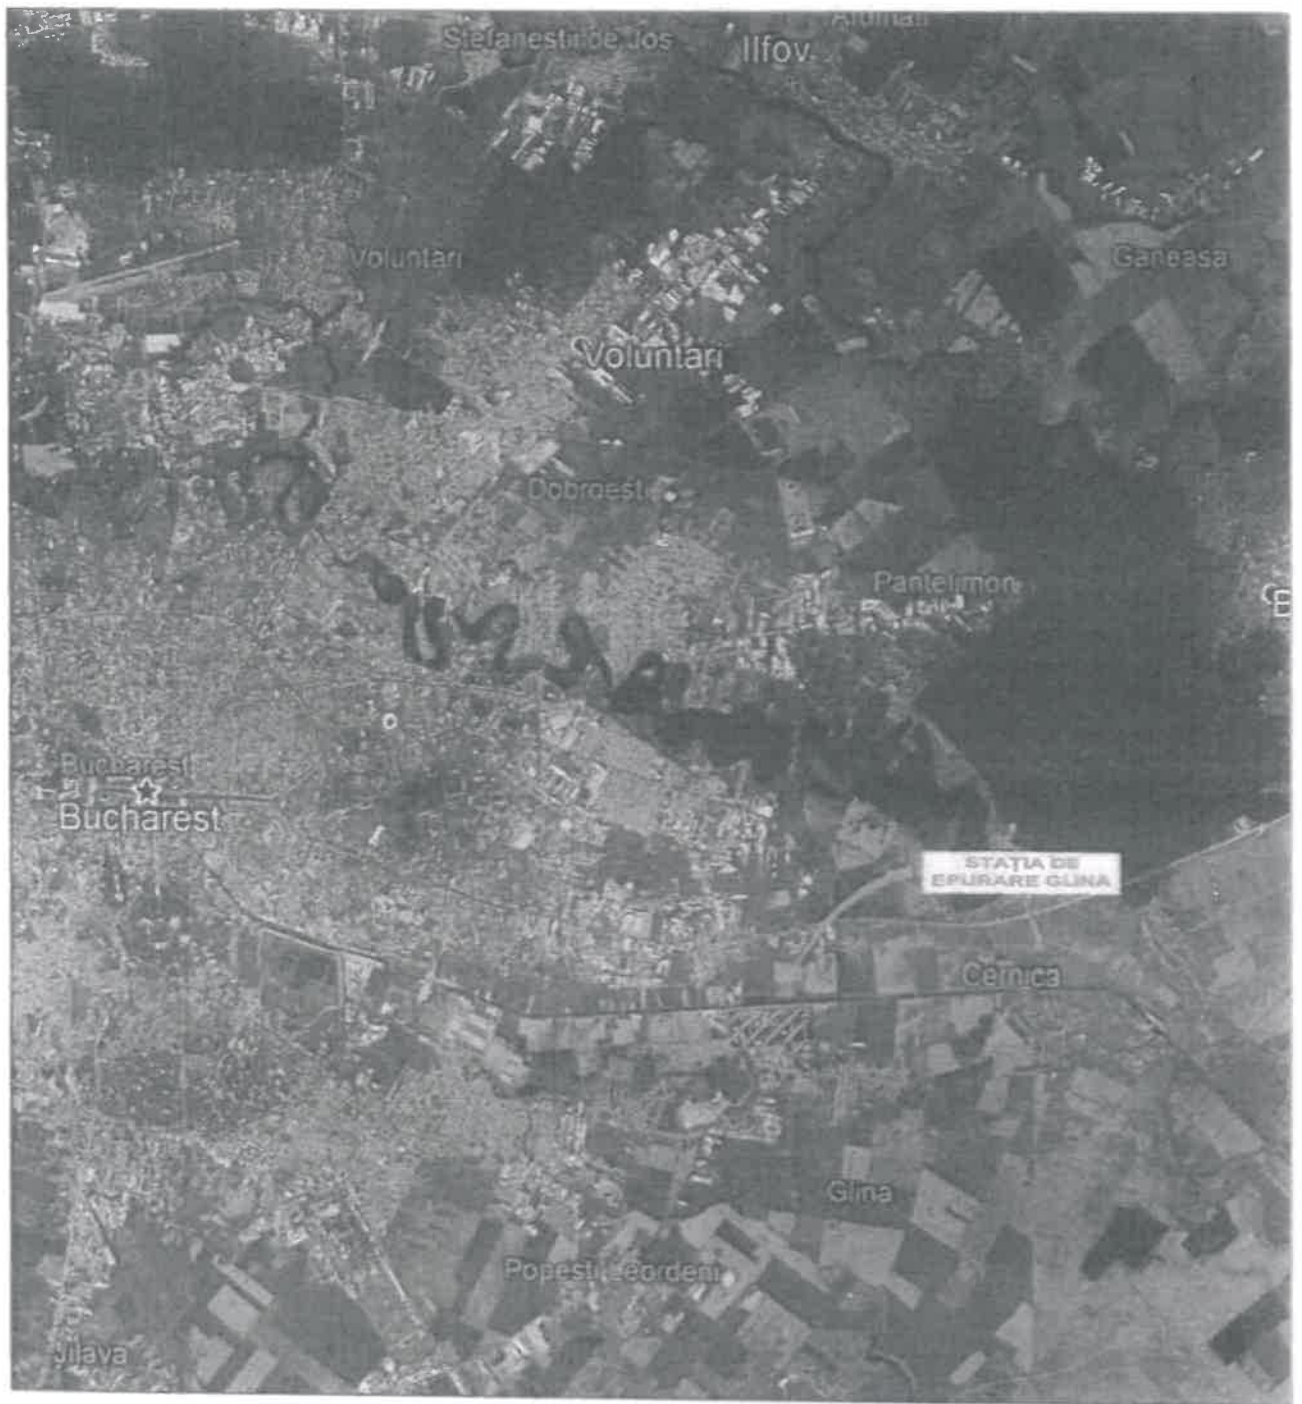 Stefanestii de Jos
Ilfov
Voluntari
Ganeasa
Voluntari
Dobroesti
Pantelimon
Bucharest
Bucharest
STAȚIA DE
EPURARE GLINA
Cernica
Glina
Popesti Leordeni
Jilava